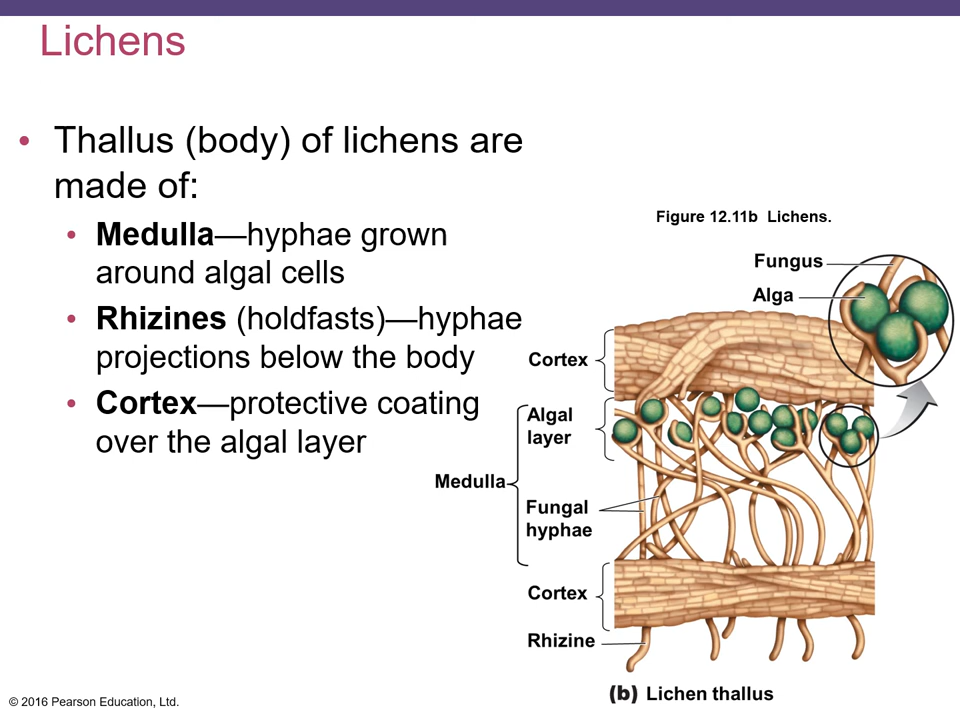 Lichens
• Thallus (body) of lichens are
made of:
• Medulla—hyphae grown
around algal cells
• Rhizines (holdfasts)—hyphae
projections below the body
• Cortex—protective coating
over the algal layer
Figure 12.11b Lichens.
Fungus
Alga
Cortex
Algal
layer
Medulla
Fungal
hyphae
Cortex
Rhizine
(b) Lichen thallus
© 2016 Pearson Education, Ltd.